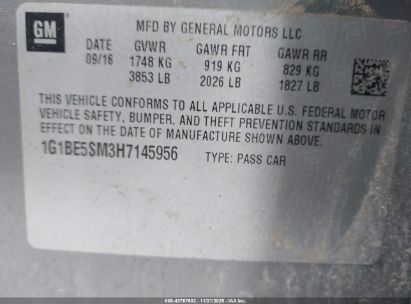 GM
MFD BY GENERAL MOTORS LLC
DATE GVWR GAWR FRT GAWR RR
09/16 1748 KG 919 KG 829 KG
3853 LB 2026 LB 1827 LB
THIS VEHICLE CONFORMS TO ALL APPLICABLE U.S. FEDERAL MOTOR
VEHICLE SAFETY, BUMPER, AND THEFT PREVENTION STANDARDS IN
EFFECT ON THE DATE OF MANUFACTURE SHOWN ABOVE.
1G1BE5SM3H7145956 TYPE: PASS CAR